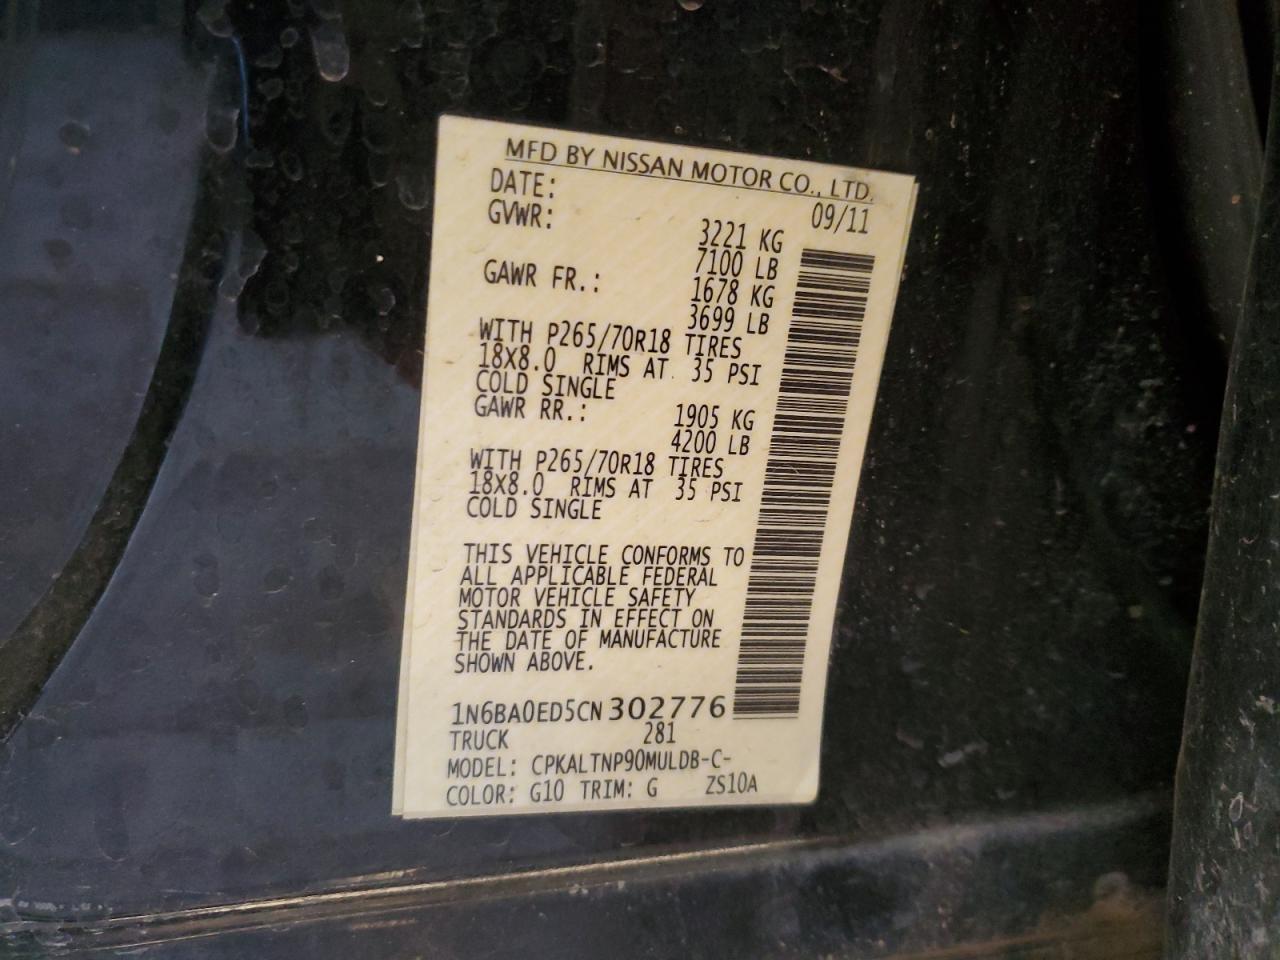 MFD BY NISSAN MOTOR CO., LTD.
DATE: 09/11
GVWR: 3221 KG
7100 LB
GAWR FR.: 1678 KG
3699 LB
WITH P265/70R18 TIRES
18X8.0 RIMS AT 35 PSI
COLD SINGLE
GAWR RR.: 1905 KG
4200 LB
WITH P265/70R18 TIRES
18X8.0 RIMS AT 35 PSI
COLD SINGLE
THIS VEHICLE CONFORMS TO
ALL APPLICABLE FEDERAL
MOTOR VEHICLE SAFETY
STANDARDS IN EFFECT ON
THE DATE OF MANUFACTURE
SHOWN ABOVE.
1N6BA0ED5CN302776
TRUCK 281
MODEL: CPKALTNP90MULDB-C-
COLOR: G10 TRIM: G ZS10A